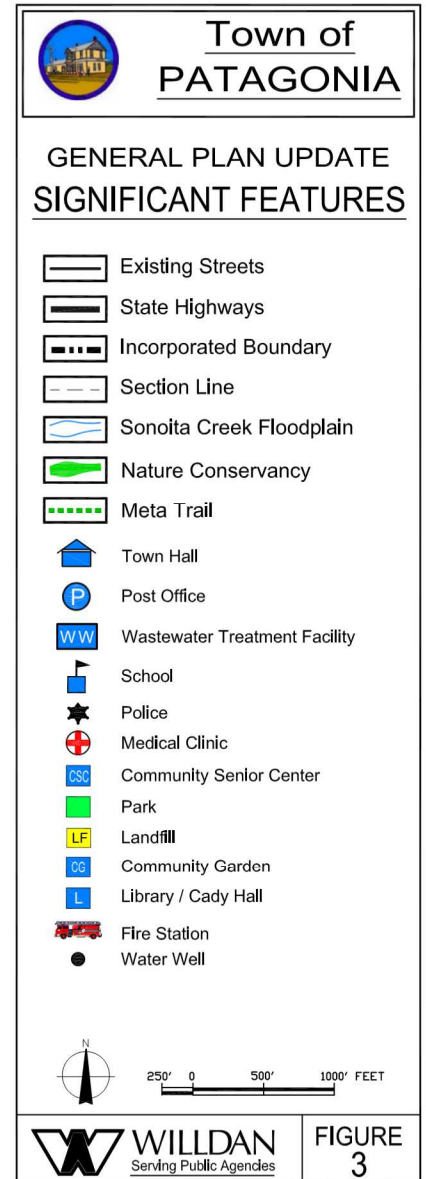 Town of
PATAGONIA
GENERAL PLAN UPDATE
SIGNIFICANT FEATURES
Existing Streets
State Highways
Incorporated Boundary
Section Line
Sonoita Creek Floodplain
Nature Conservancy
Meta Trail
Town Hall
P Post Office
WW Wastewater Treatment Facility
School
Police
Medical Clinic
CSC Community Senior Center
Park
LF Landfill
CG Community Garden
L Library / Cady Hall
Fire Station
Water Well
N
250' 0 500' 1000' FEET
WILLDAN
Serving Public Agencies
FIGURE
3